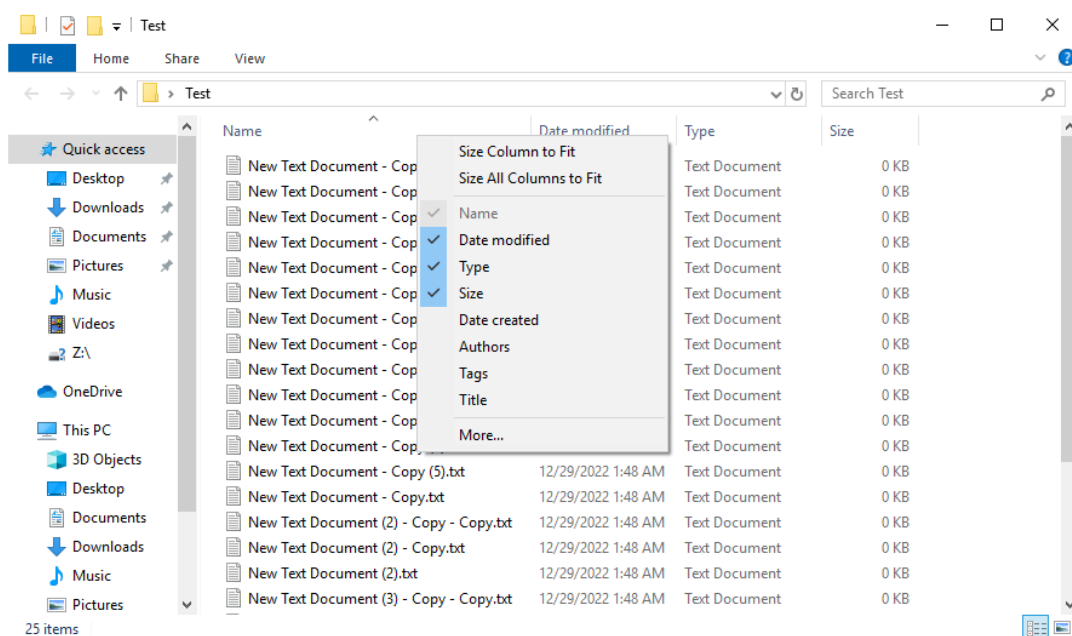 Test
File Home Share View
Test Search Test
Name Date modified Type Size
Quick access
Desktop
Downloads
Documents
Pictures
Music
Videos
Z:\
OneDrive
This PC
3D Objects
Desktop
Documents
Downloads
Music
Pictures
Size Column to Fit
Size All Columns to Fit
Name
Date modified
Type
Size
Date created
Authors
Tags
Title
More...
New Text Document - Cop Text Document 0 KB
New Text Document - Cop Text Document 0 KB
New Text Document - Cop Text Document 0 KB
New Text Document - Cop Text Document 0 KB
New Text Document - Cop Text Document 0 KB
New Text Document - Cop Text Document 0 KB
New Text Document - Cop Text Document 0 KB
New Text Document - Cop Text Document 0 KB
New Text Document - Cop Text Document 0 KB
New Text Document - Cop Text Document 0 KB
New Text Document - Cop Text Document 0 KB
New Text Document - Cop Text Document 0 KB
New Text Document - Copy (5).txt 12/29/2022 1:48 AM Text Document 0 KB
New Text Document - Copy.txt 12/29/2022 1:48 AM Text Document 0 KB
New Text Document (2) - Copy - Copy.txt 12/29/2022 1:48 AM Text Document 0 KB
New Text Document (2) - Copy.txt 12/29/2022 1:48 AM Text Document 0 KB
New Text Document (2).txt 12/29/2022 1:48 AM Text Document 0 KB
New Text Document (3) - Copy - Copy.txt 12/29/2022 1:48 AM Text Document 0 KB
25 items